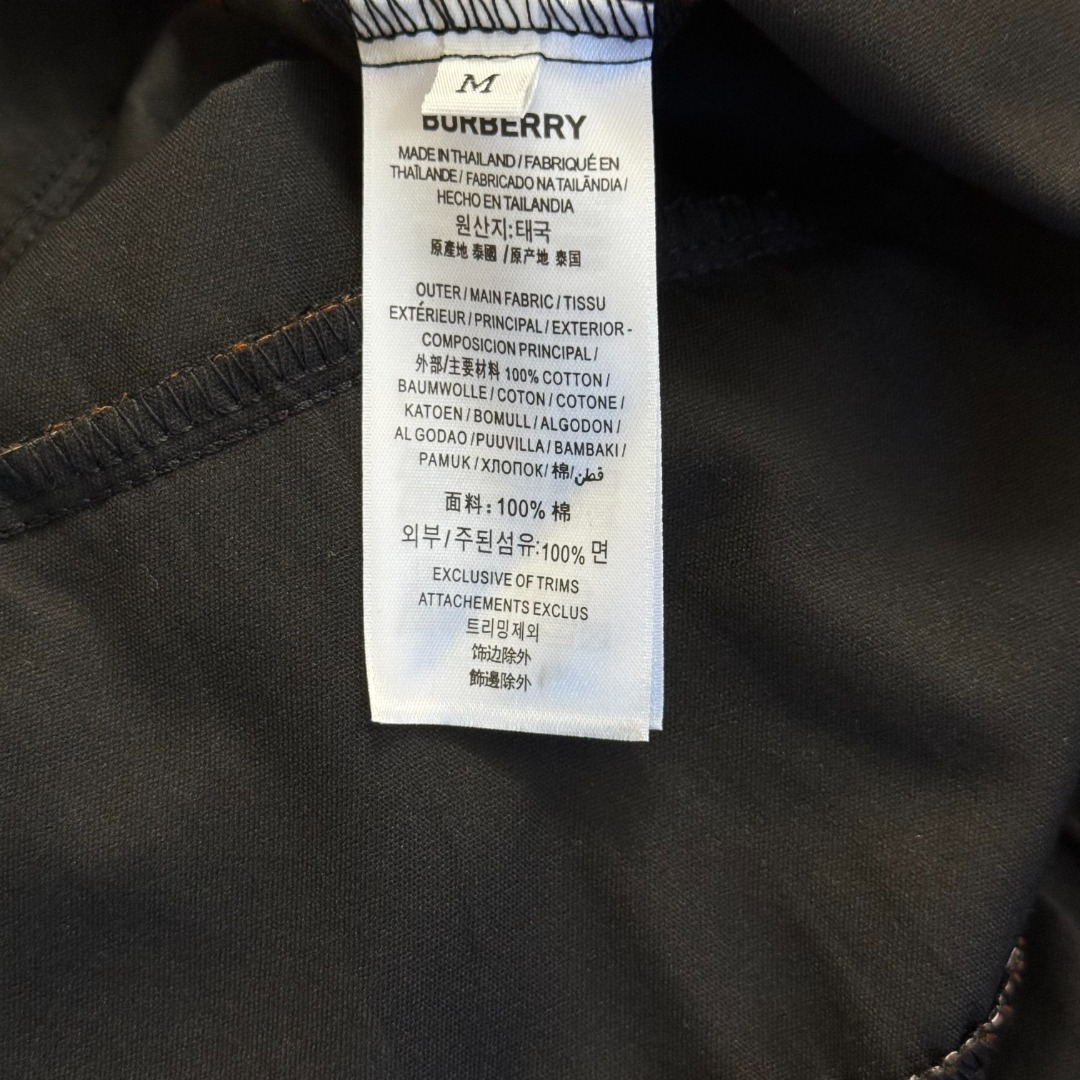 M
BURBERRY
MADE IN THAILAND / FABRIQUÉ EN
THAÏLANDE / FABRICADO NA TAILÃNDIA /
HECHO EN TAILANDIA
원산지:태국
原產地 泰國 /原产地 泰国
OUTER / MAIN FABRIC / TISSU
EXTÉRIEUR / PRINCIPAL / EXTERIOR -
COMPOSICION PRINCIPAL /
外部/主要材料 100% COTTON /
BAUMWOLLE / COTON / COTONE /
KATOEN / BOMULL / ALGODON /
AL GODAO / PUUVILLA / BAMBAKI /
PAMUK / ХЛОПОК/ 棉/قطن
面料: 100% 棉
외부/주된섬유:100% 면
EXCLUSIVE OF TRIMS
ATTACHEMENTS EXCLUS
트리밍제외
饰边除外
飾邊除外